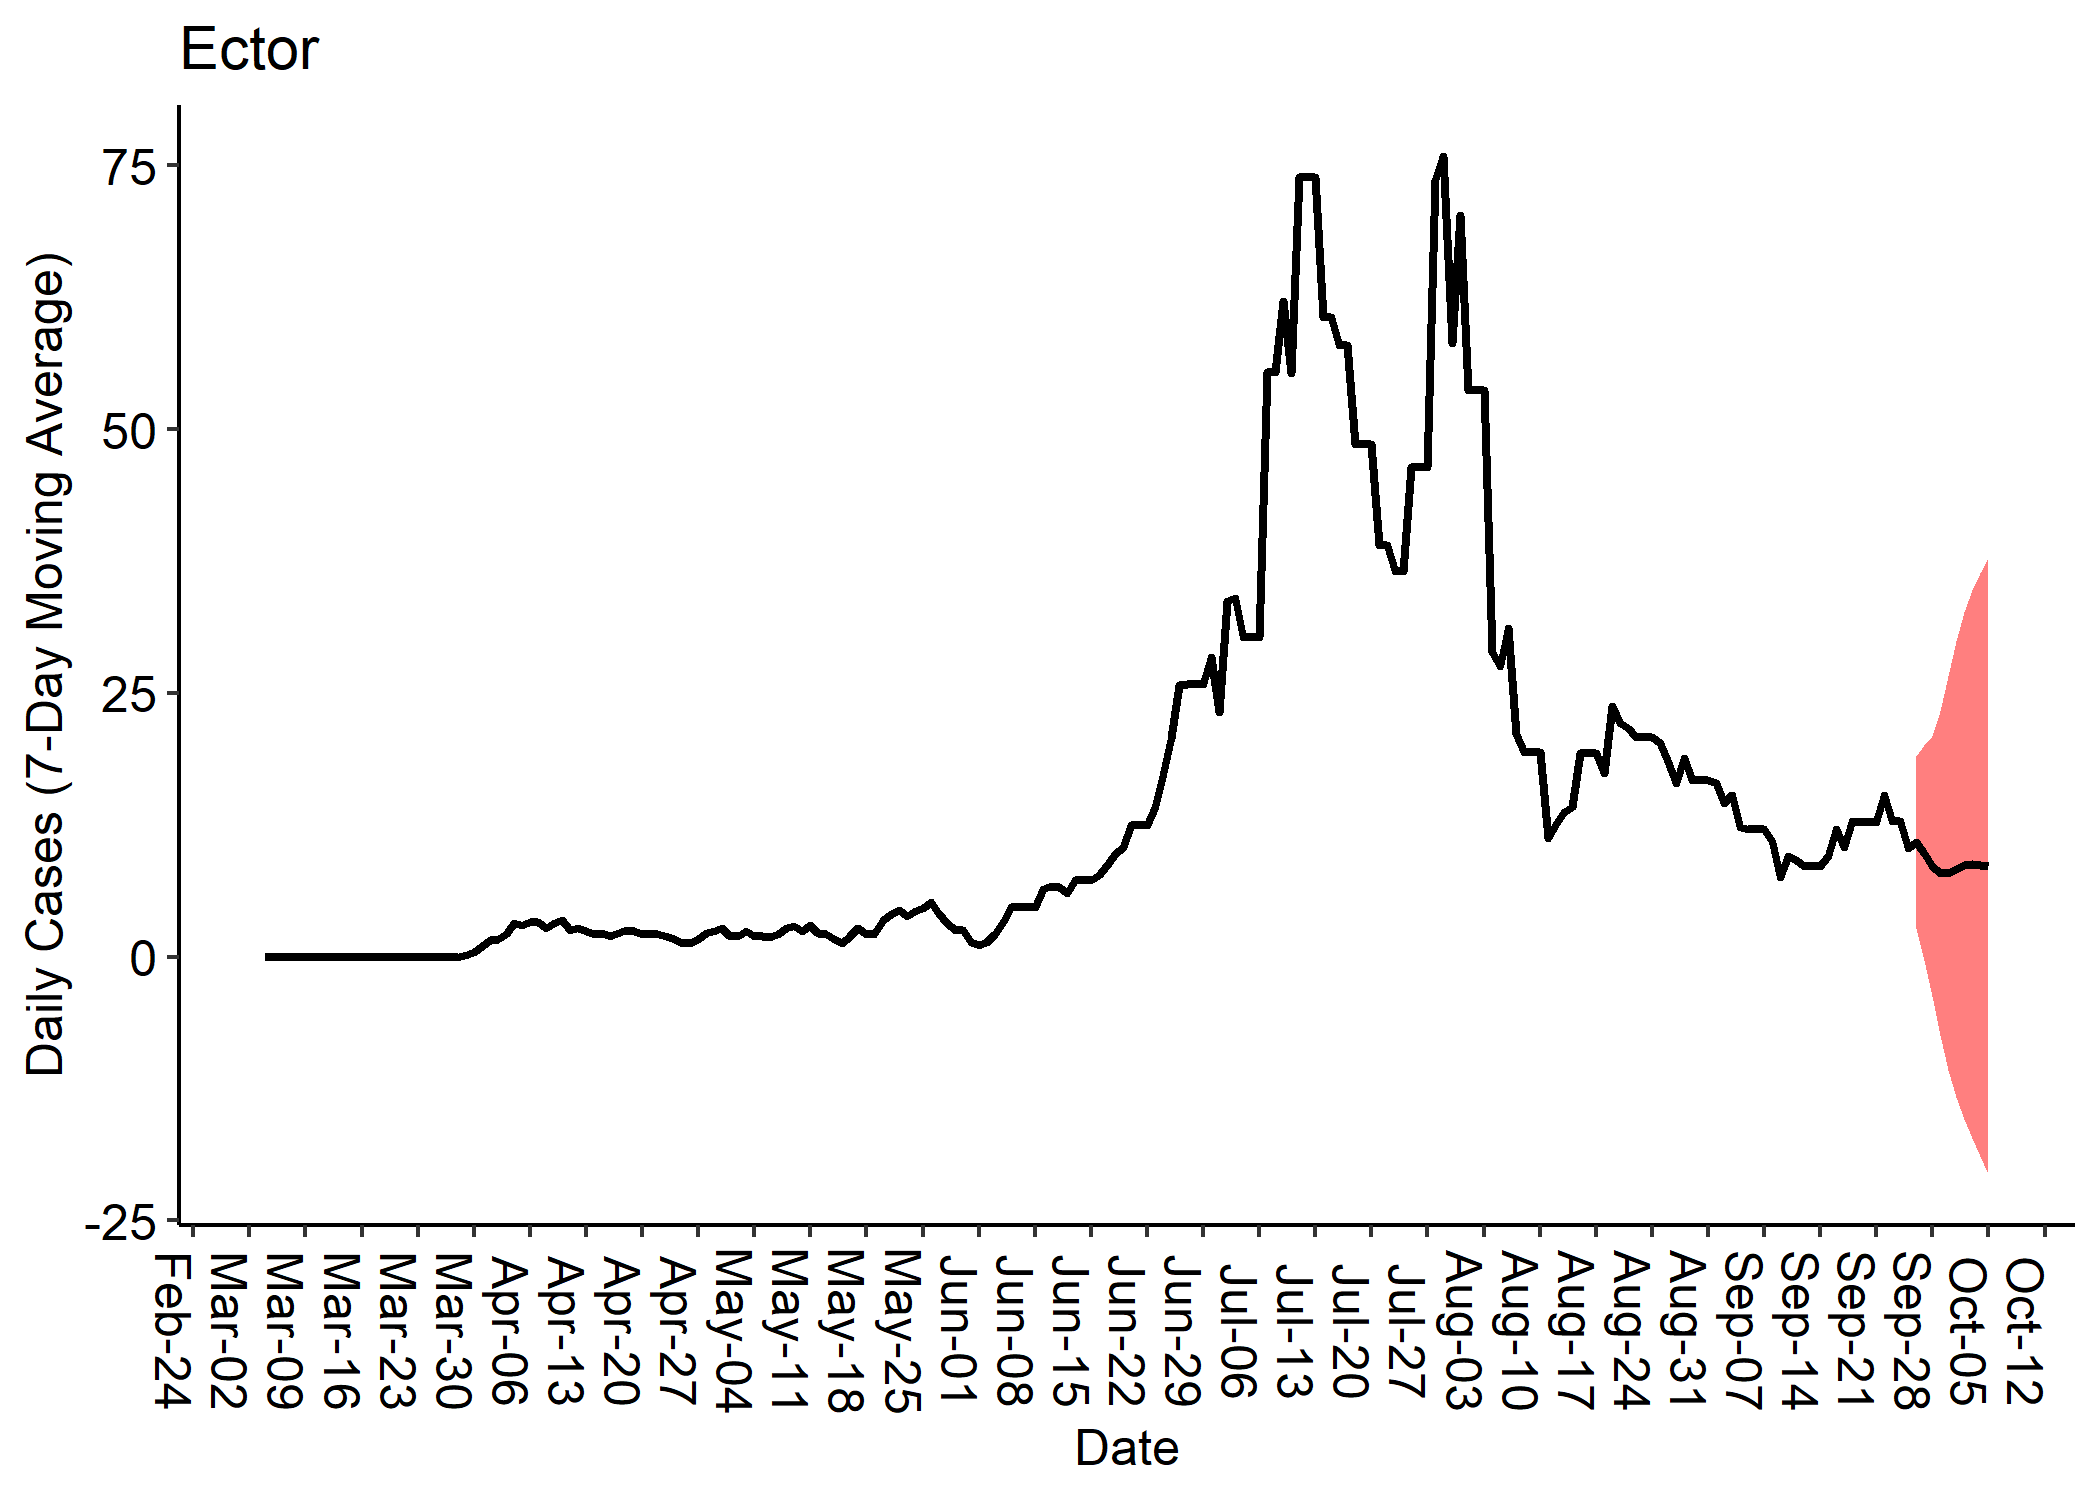 Ector
Daily Cases (7-Day Moving Average)
75
50
25
0
-25
Feb-24
Mar-02
Mar-09
Mar-16
Mar-23
Mar-30
Apr-06
Apr-13
Apr-20
Apr-27
May-04
May-11
May-18
May-25
Jun-01
Jun-08
Jun-15
Jun-22
Jun-29
Jul-06
Jul-13
Jul-20
Jul-27
Aug-03
Aug-10
Aug-17
Aug-24
Aug-31
Sep-07
Sep-14
Sep-21
Sep-28
Oct-05
Oct-12
Date